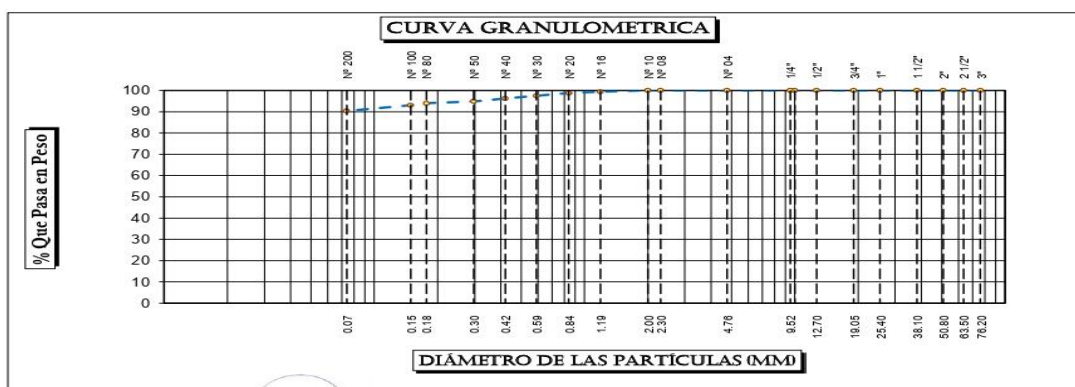 CURVA GRANULOMETRICA
Nº 200 Nº 100 Nº 80 Nº 50 Nº 40 Nº 30 Nº 20 Nº 16 Nº 10 Nº 08 Nº 04 1/4" 1/2" 3/4" 1" 1 1/2" 2" 2 1/2" 3"
% Que Pasa en Peso
100
90
80
70
60
50
40
30
20
10
0
0.07 0.15 0.18 0.30 0.42 0.59 0.84 1.19 2.00 2.30 4.76 9.52 12.70 19.05 25.40 38.10 50.80 63.50 76.20
DIÁMETRO DE LAS PARTÍCULAS (MM)